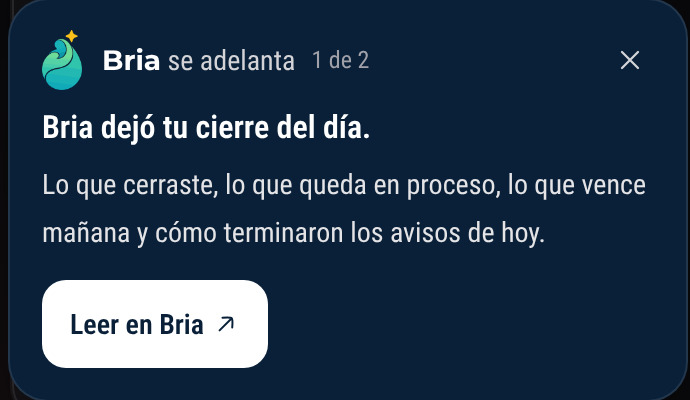 Bria se adelanta 1 de 2
Bria dejó tu cierre del día.
Lo que cerraste, lo que queda en proceso, lo que vence
mañana y cómo terminaron los avisos de hoy.
Leer en Bria